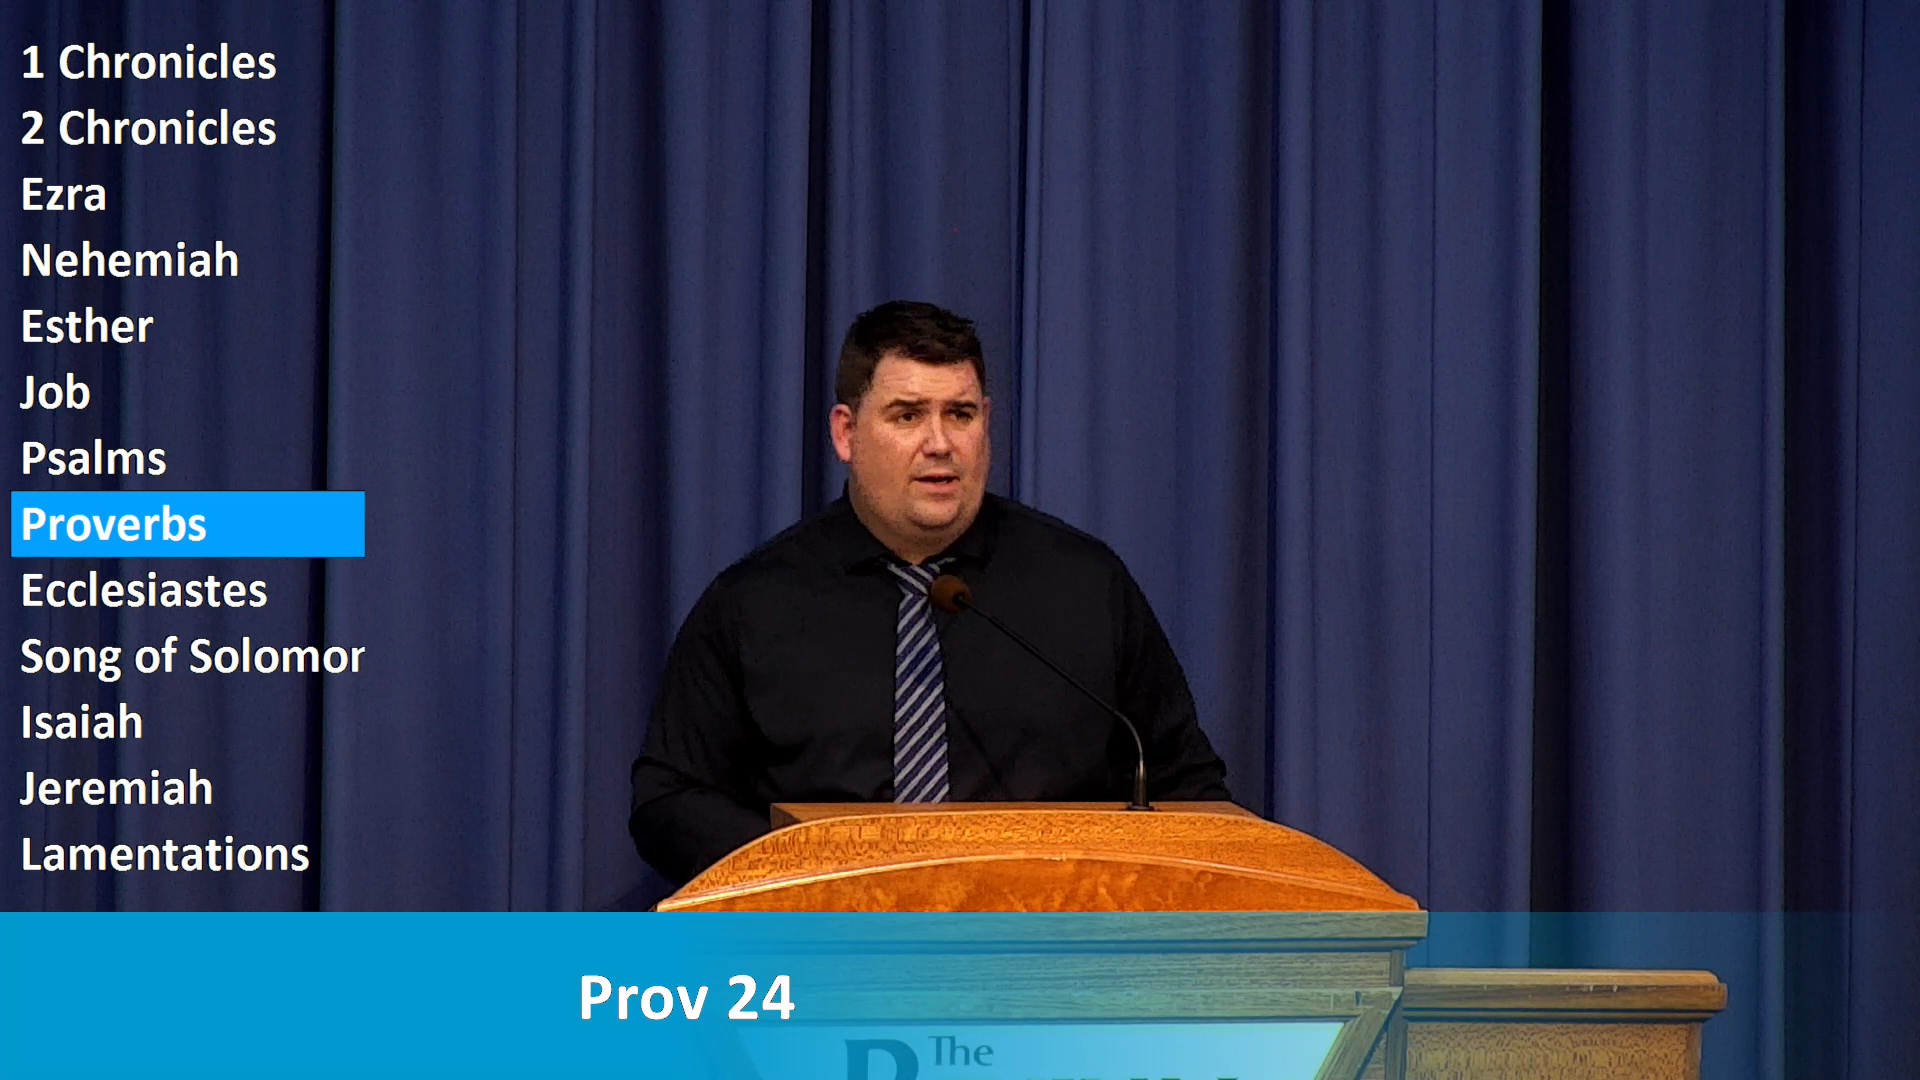 1 Chronicles
2 Chronicles
Ezra
Nehemiah
Esther
Job
Psalms
Proverbs
Ecclesiastes
Song of Solomor
Isaiah
Jeremiah
Lamentations
Prov 24
The